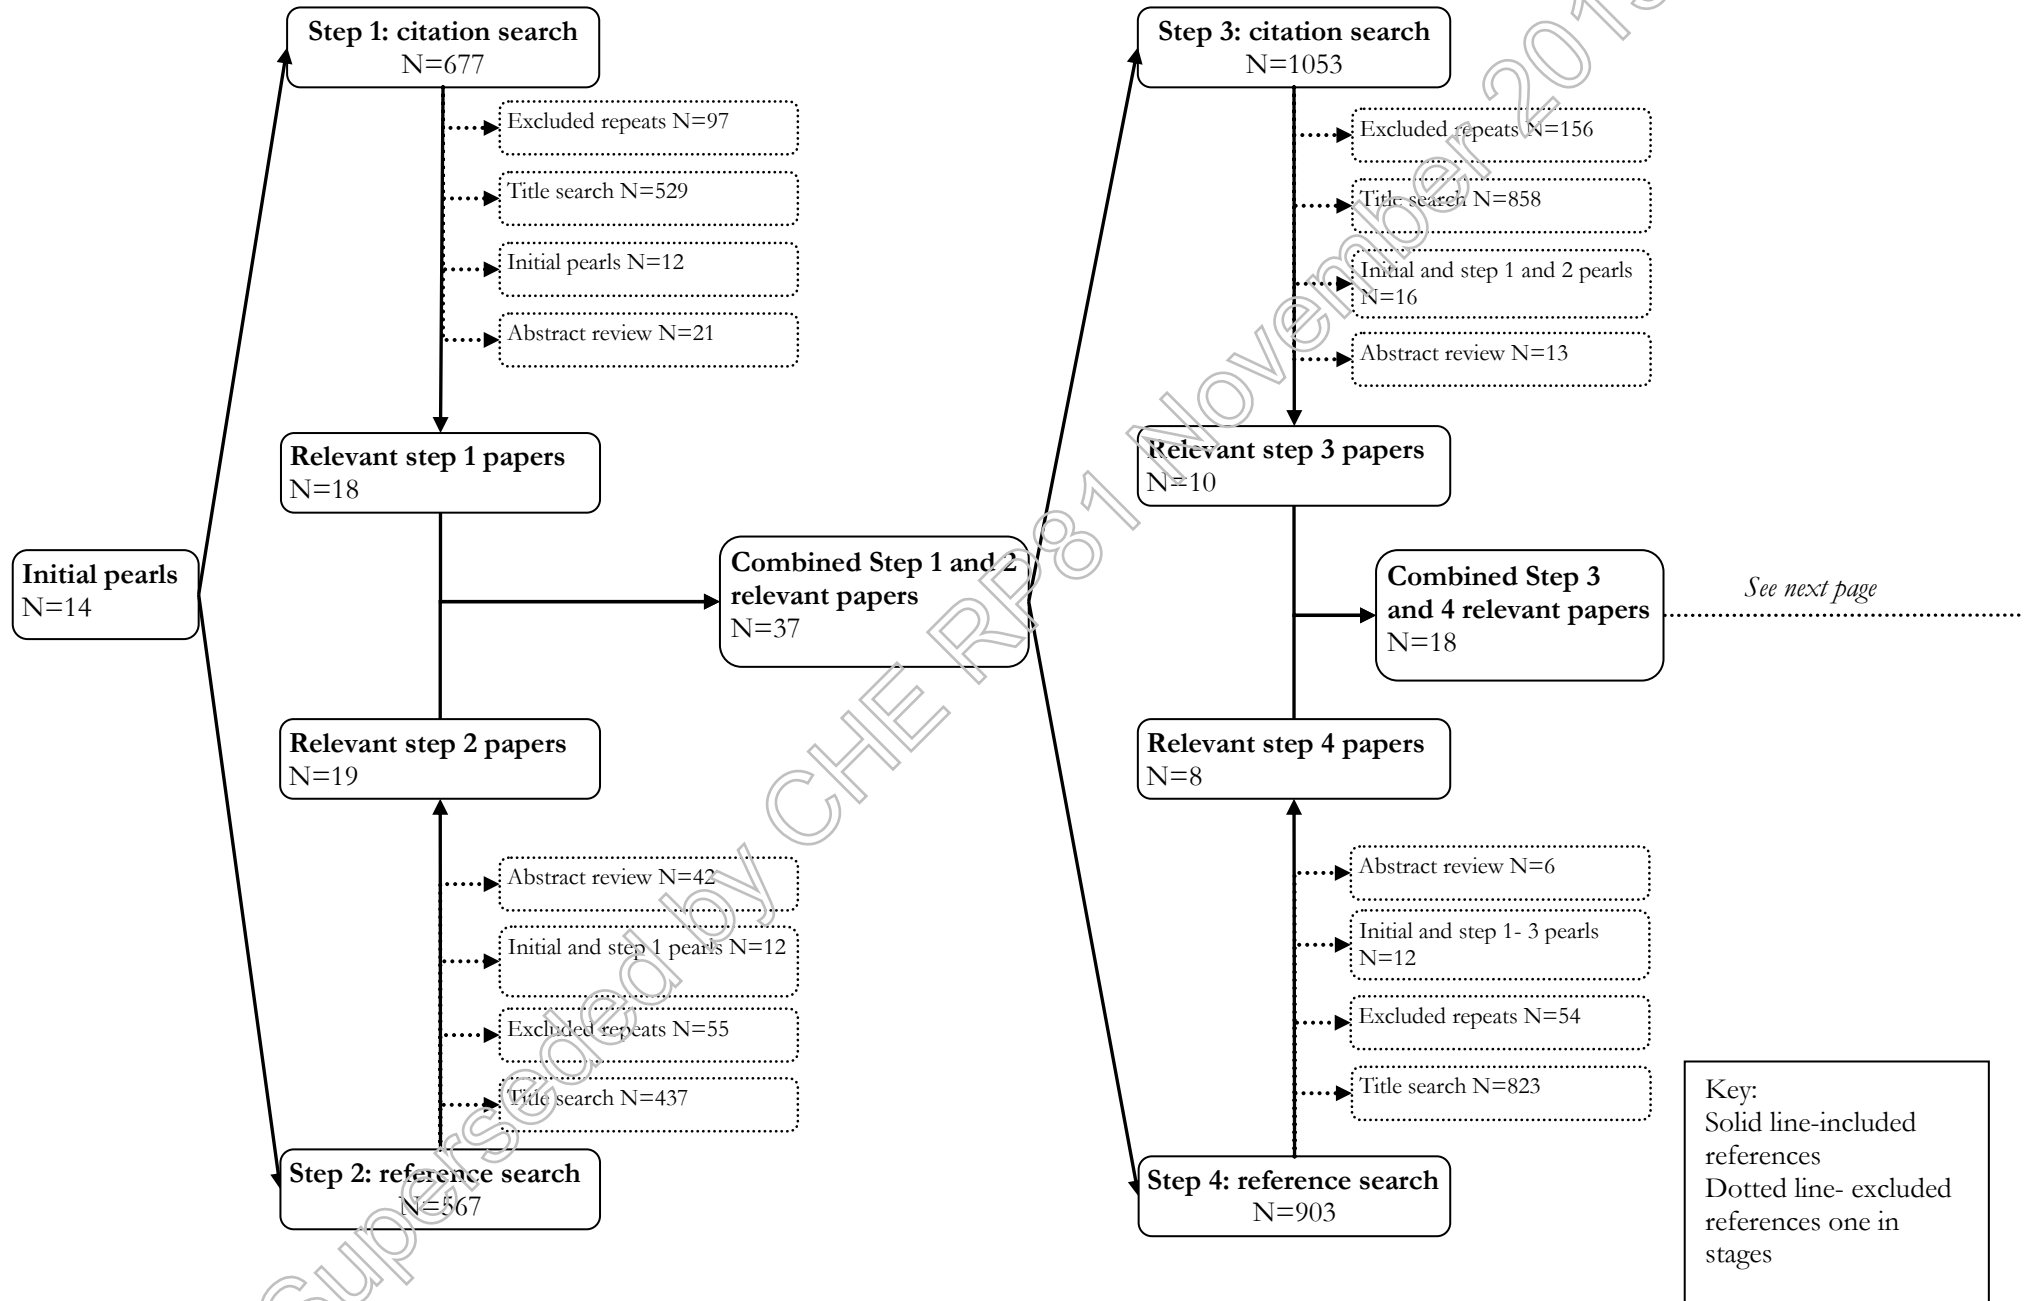 Step 1: citation search
N=677
Excluded repeats N=97
Title search N=529
Initial pearls N=12
Abstract review N=21
Relevant step 1 papers
N=18
Initial pearls
N=14
Combined Step 1 and 2
relevant papers
N=37
Relevant step 2 papers
N=19
Abstract review N=42
Initial and step 1 pearls N=12
Excluded repeats N=55
Title search N=437
Step 2: reference search
N=567
Step 3: citation search
N=1053
Excluded repeats N=156
Title search N=858
Initial and step 1 and 2 pearls
N=16
Abstract review N=13
Relevant step 3 papers
N=10
Combined Step 3
and 4 relevant papers
N=18
See next page
Relevant step 4 papers
N=8
Abstract review N=6
Initial and step 1- 3 pearls
N=12
Excluded repeats N=54
Title search N=823
Step 4: reference search
N=903
Key:
Solid line-included
references
Dotted line- excluded
references one in
stages
Superseded by CHE RP81 November 2013